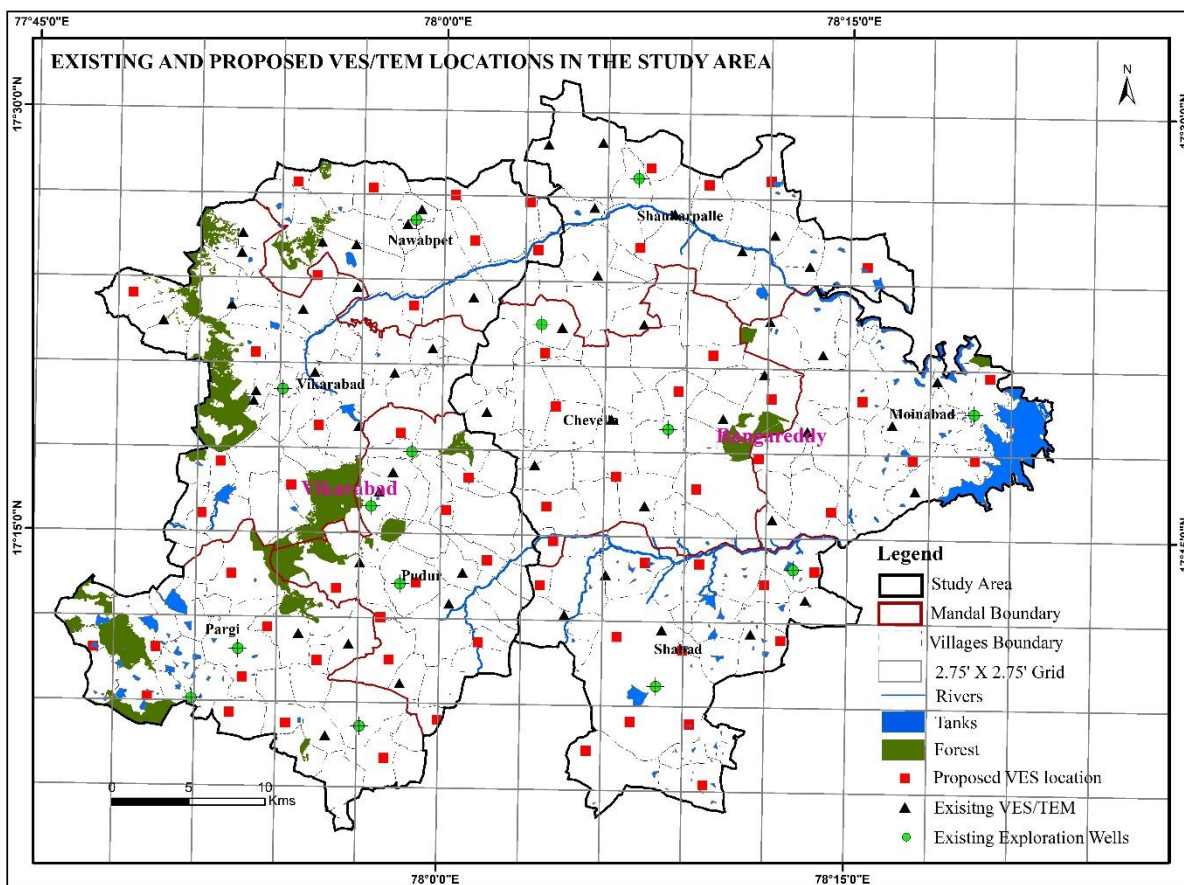 77°45'0"E 78°0'0"E 78°15'0"E
EXISTING AND PROPOSED VES/TEM LOCATIONS IN THE STUDY AREA
N
17°30'0"N
Shankarpalle
Nawabpet
Vikarabad
Chevella
Moinabad
Rangareddy
Vikarabad
17°15'0"N
Pudur
Pargi
Shabad
Legend
Study Area
Mandal Boundary
Villages Boundary
2.75' X 2.75' Grid
Rivers
Tanks
Forest
Proposed VES location
Exisitng VES/TEM
Existing Exploration Wells
0 5 10
Kms
78°0'0"E 78°15'0"E